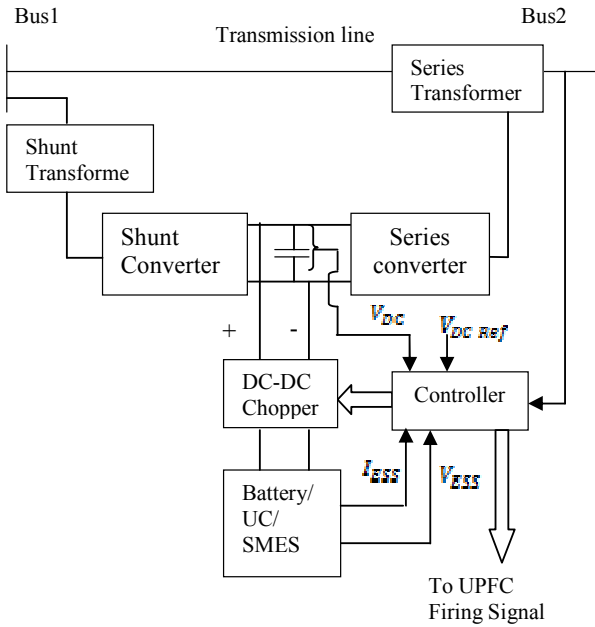 Bus1
Bus2
Transmission line
Series
Transformer
Shunt
Transforme
Shunt
Converter
Series
converter
+ -
V_DC
V_DC Ref
DC-DC
Chopper
Controller
I_ESS
V_ESS
Battery/
UC/
SMES
To UPFC
Firing Signal